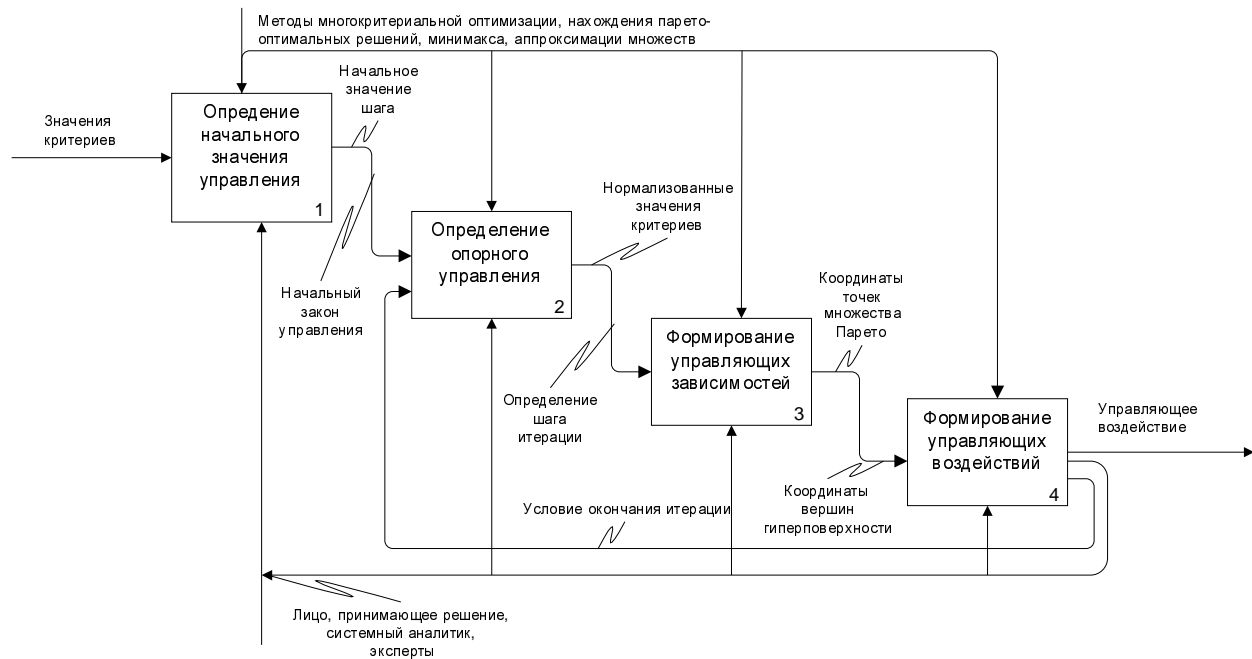 Методы многокритериальной оптимизации, нахождения парето-
оптимальных решений, минимакса, аппроксимации множеств
Значения
критериев
Опредение
начального
значения
управления
1
Начальное
значение
шага
Начальный
закон
управления
Определение
опорного
управления
2
Нормализованные
значения
критериев
Определение
шага
итерации
Формирование
управляющих
зависимостей
3
Координаты
точек
множества
Парето
Координаты
вершин
гиперповерхности
Формирование
управляющих
воздействий
4
Управляющее
воздействие
Условие окончания итерации
Лицо, принимающее решение,
системный аналитик,
эксперты